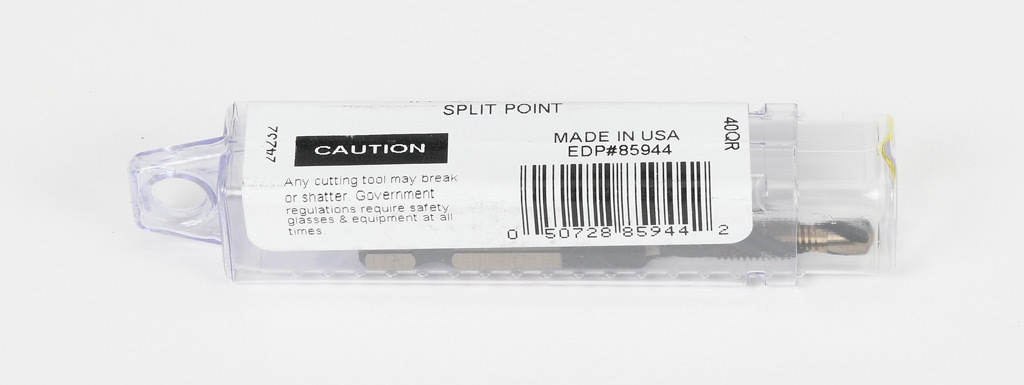 SPLIT POINT
CAUTION
Any cutting tool may break
or shatter. Government
regulations require safety
glasses & equipment at all
times.
MADE IN USA
EDP#85944
0 50728 85944 2
40QR